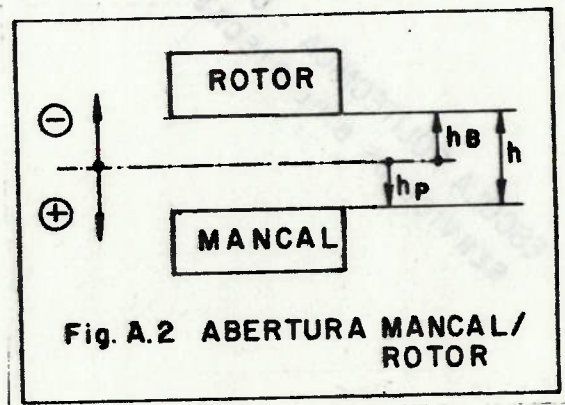 ROTOR
⊖
hB
h
⊕
hP
MANCAL
Fig. A.2 ABERTURA MANCAL/
ROTOR